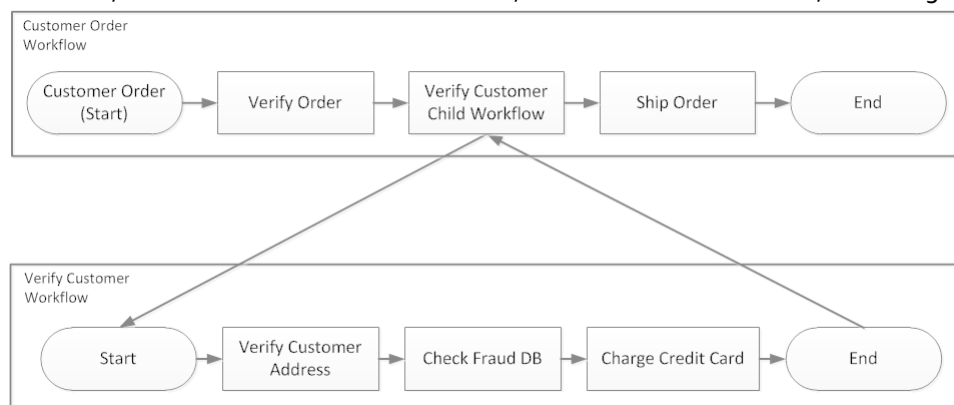 Customer Order
Workflow
Customer Order
(Start)
Verify Order
Verify Customer
Child Workflow
Ship Order
End
Verify Customer
Workflow
Start
Verify Customer
Address
Check Fraud DB
Charge Credit Card
End